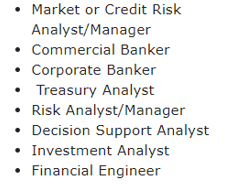 • Market or Credit Risk
Analyst/Manager
• Commercial Banker
• Corporate Banker
• Treasury Analyst
• Risk Analyst/Manager
• Decision Support Analyst
• Investment Analyst
• Financial Engineer